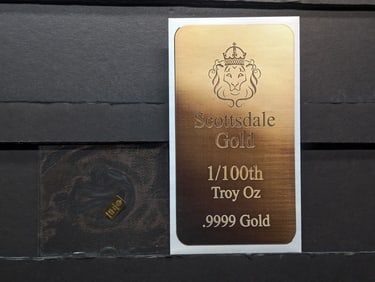 Scottsdale
Gold
1/100th
Troy Oz
.9999 Gold